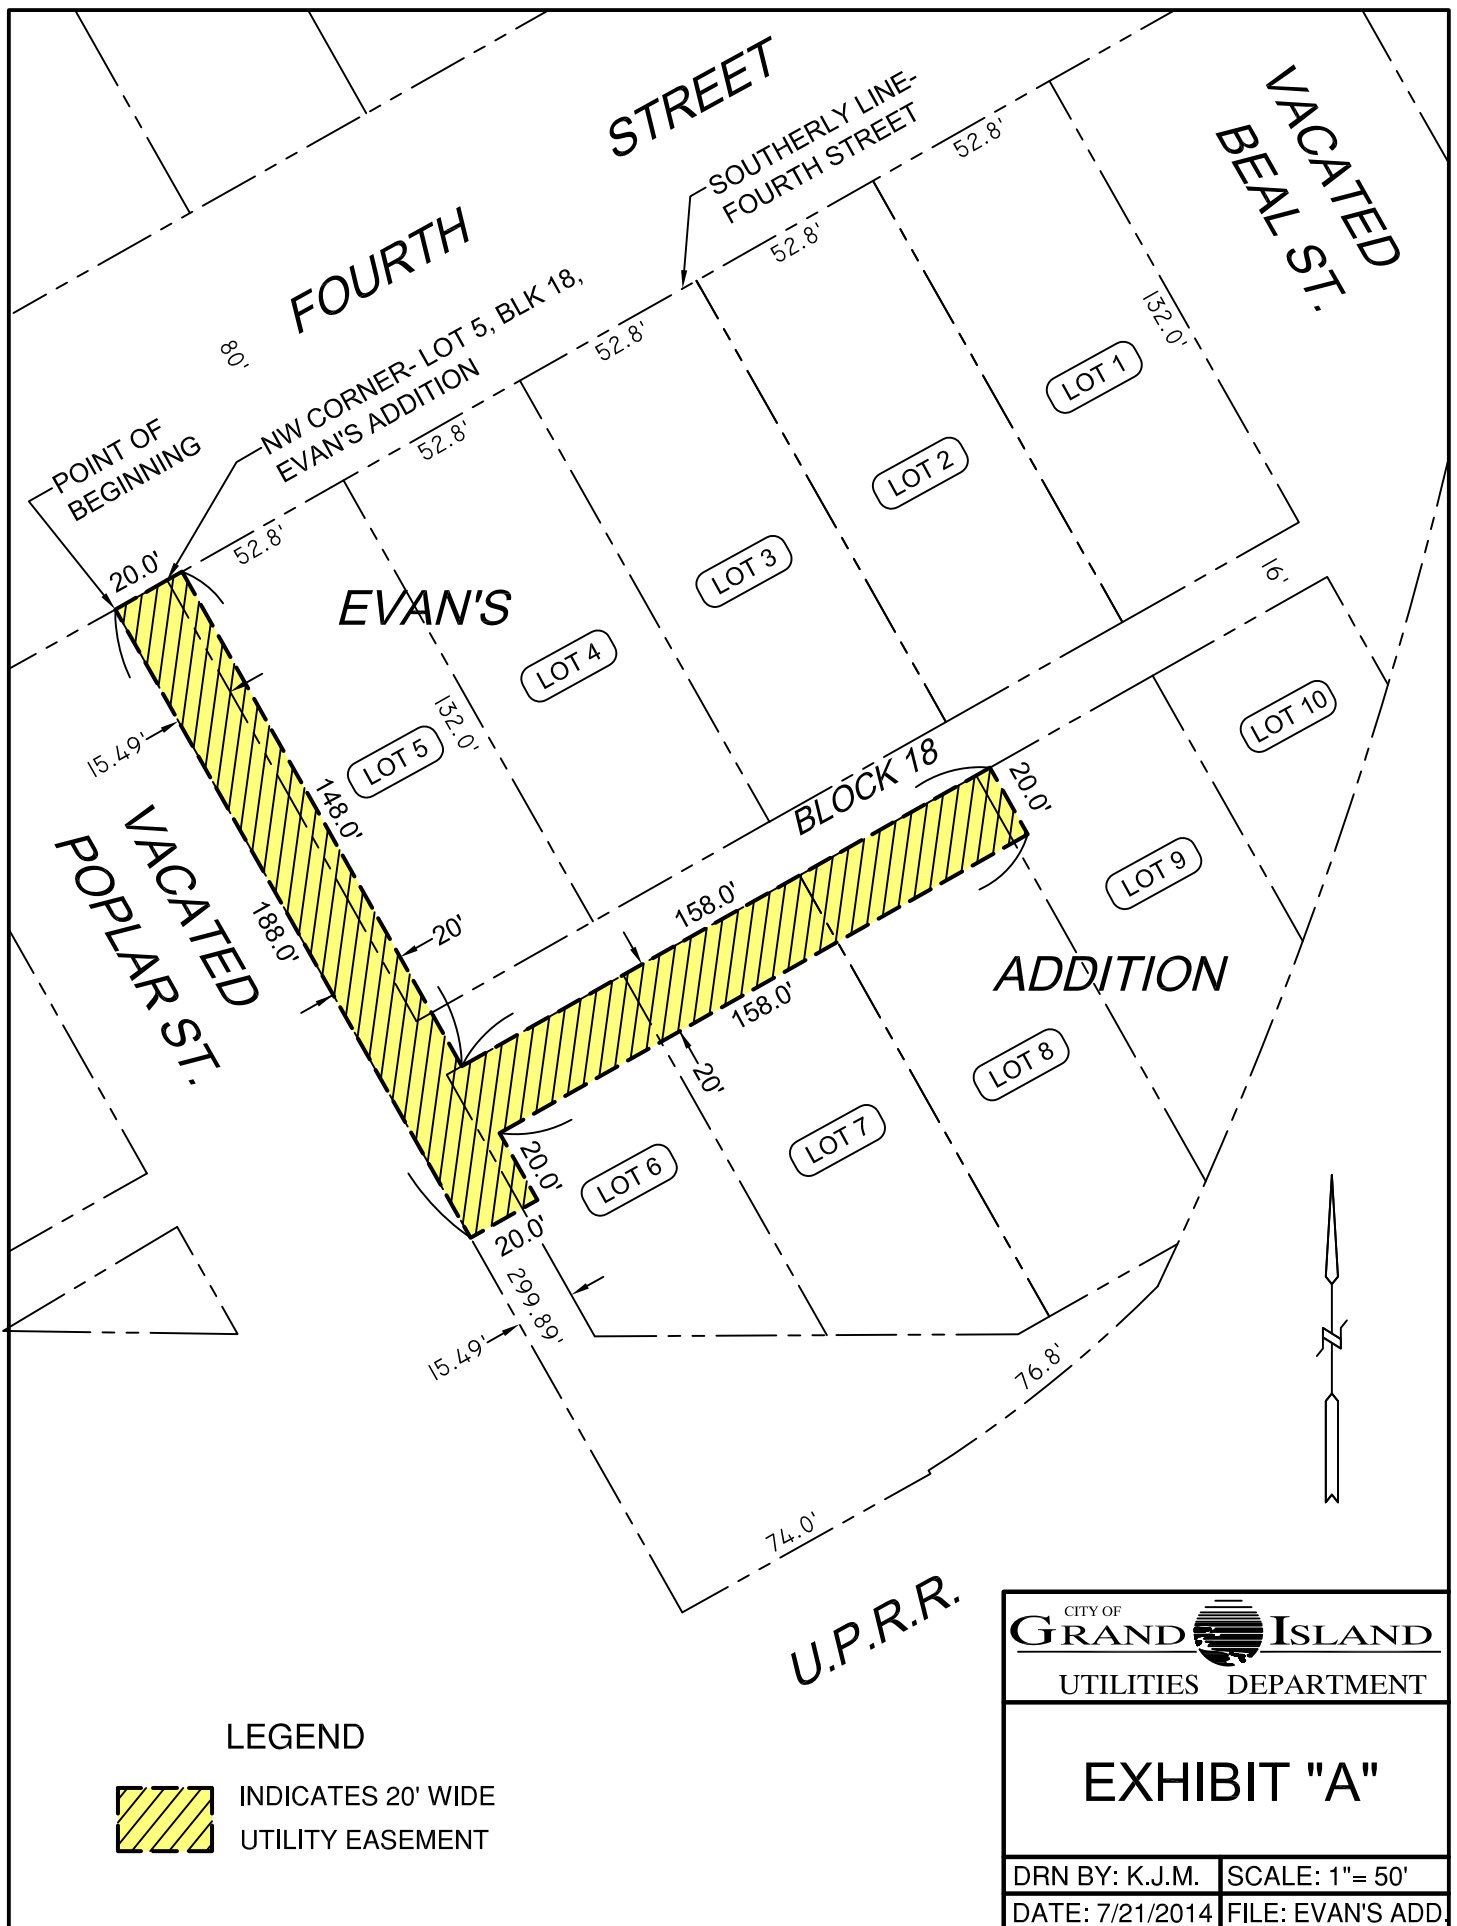 STREET
FOURTH
SOUTHERLY LINE-
FOURTH STREET
VACATED
BEAL ST.
52.8'
52.8'
52.8'
52.8'
52.8'
132.0'
80'
NW CORNER- LOT 5, BLK 18,
EVAN'S ADDITION
POINT OF
BEGINNING
20.0'
LOT 1
LOT 2
LOT 3
LOT 4
LOT 5
EVAN'S
132.0'
16'
15.49'
148.0'
188.0'
VACATED
POPLAR ST.
20'
BLOCK 18
158.0'
158.0'
20.0'
20'
LOT 10
LOT 9
LOT 8
LOT 7
LOT 6
ADDITION
20.0'
20.0'
299.89'
15.49'
76.8'
74.0'
U.P.R.R.
N
LEGEND
INDICATES 20' WIDE
UTILITY EASEMENT
CITY OF
GRAND ISLAND
UTILITIES DEPARTMENT
EXHIBIT "A"
DRN BY: K.J.M.
SCALE: 1"= 50'
DATE: 7/21/2014
FILE: EVAN'S ADD.